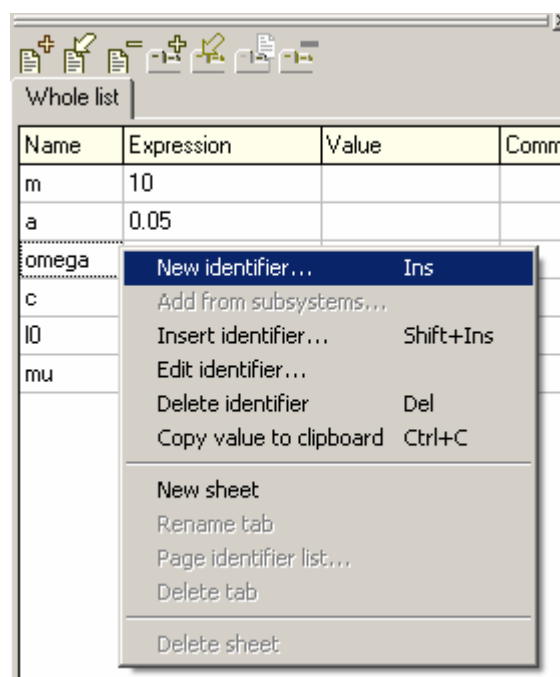 Whole list
Name Expression Value Comm
m 10
a 0.05
omega
c
l0
mu
New identifier... Ins
Add from subsystems...
Insert identifier... Shift+Ins
Edit identifier...
Delete identifier Del
Copy value to clipboard Ctrl+C
New sheet
Rename tab
Page identifier list...
Delete tab
Delete sheet